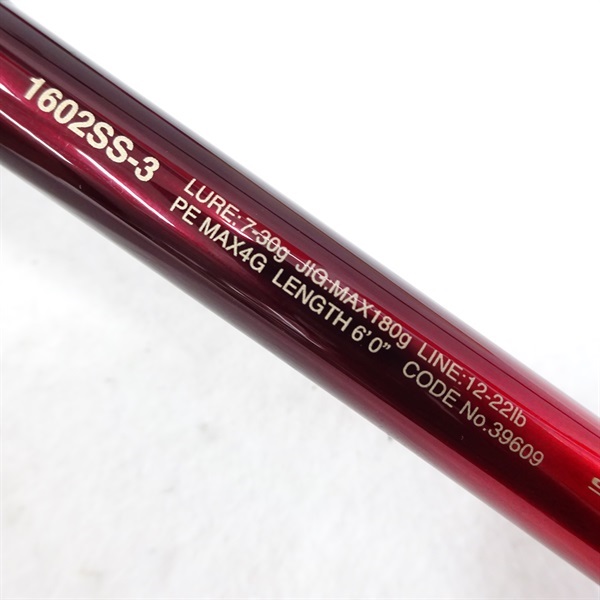 1602SS-3
LURE:7-30g JIG:MAX180g LINE:12-22lb
PE MAX4G LENGTH 6'0" CODE No.39609